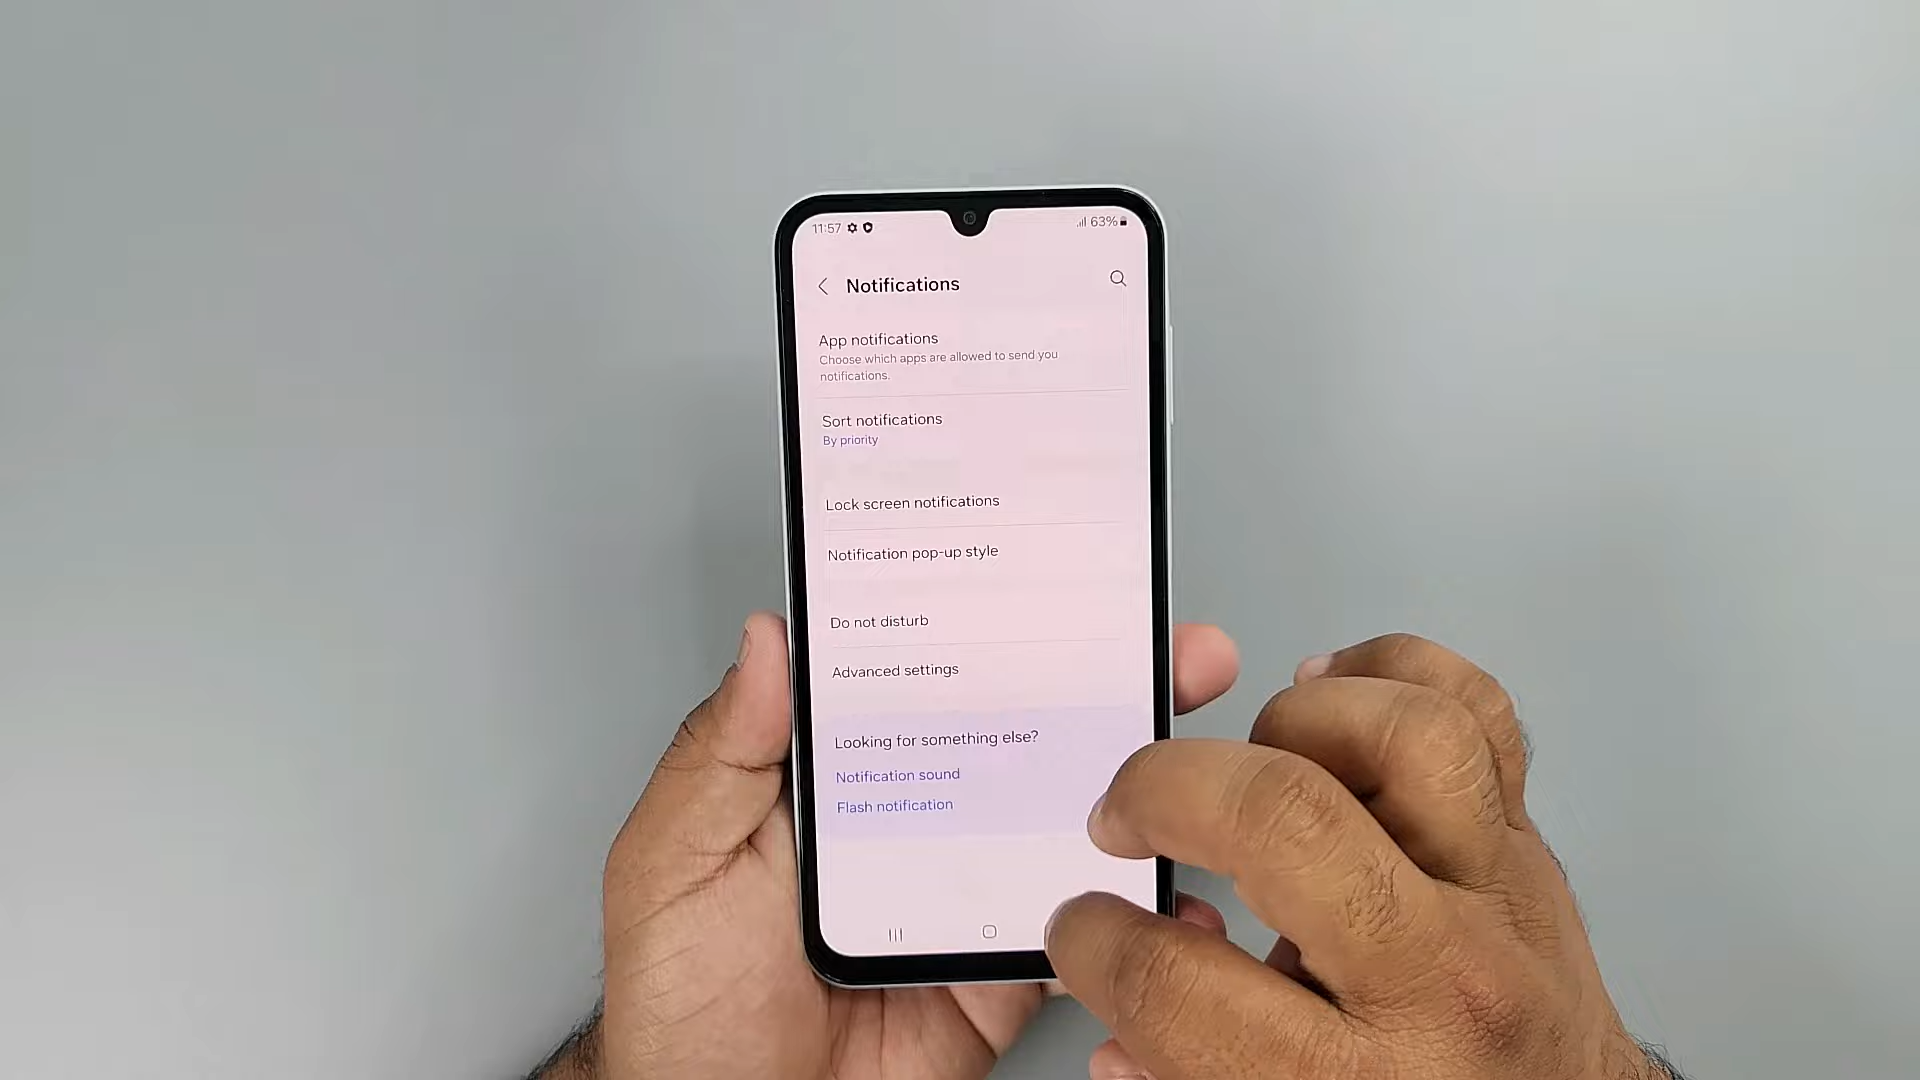 11:57
63%
Notifications
App notifications
Choose which apps are allowed to send you
notifications.
Sort notifications
By priority
Lock screen notifications
Notification pop-up style
Do not disturb
Advanced settings
Looking for something else?
Notification sound
Flash notification